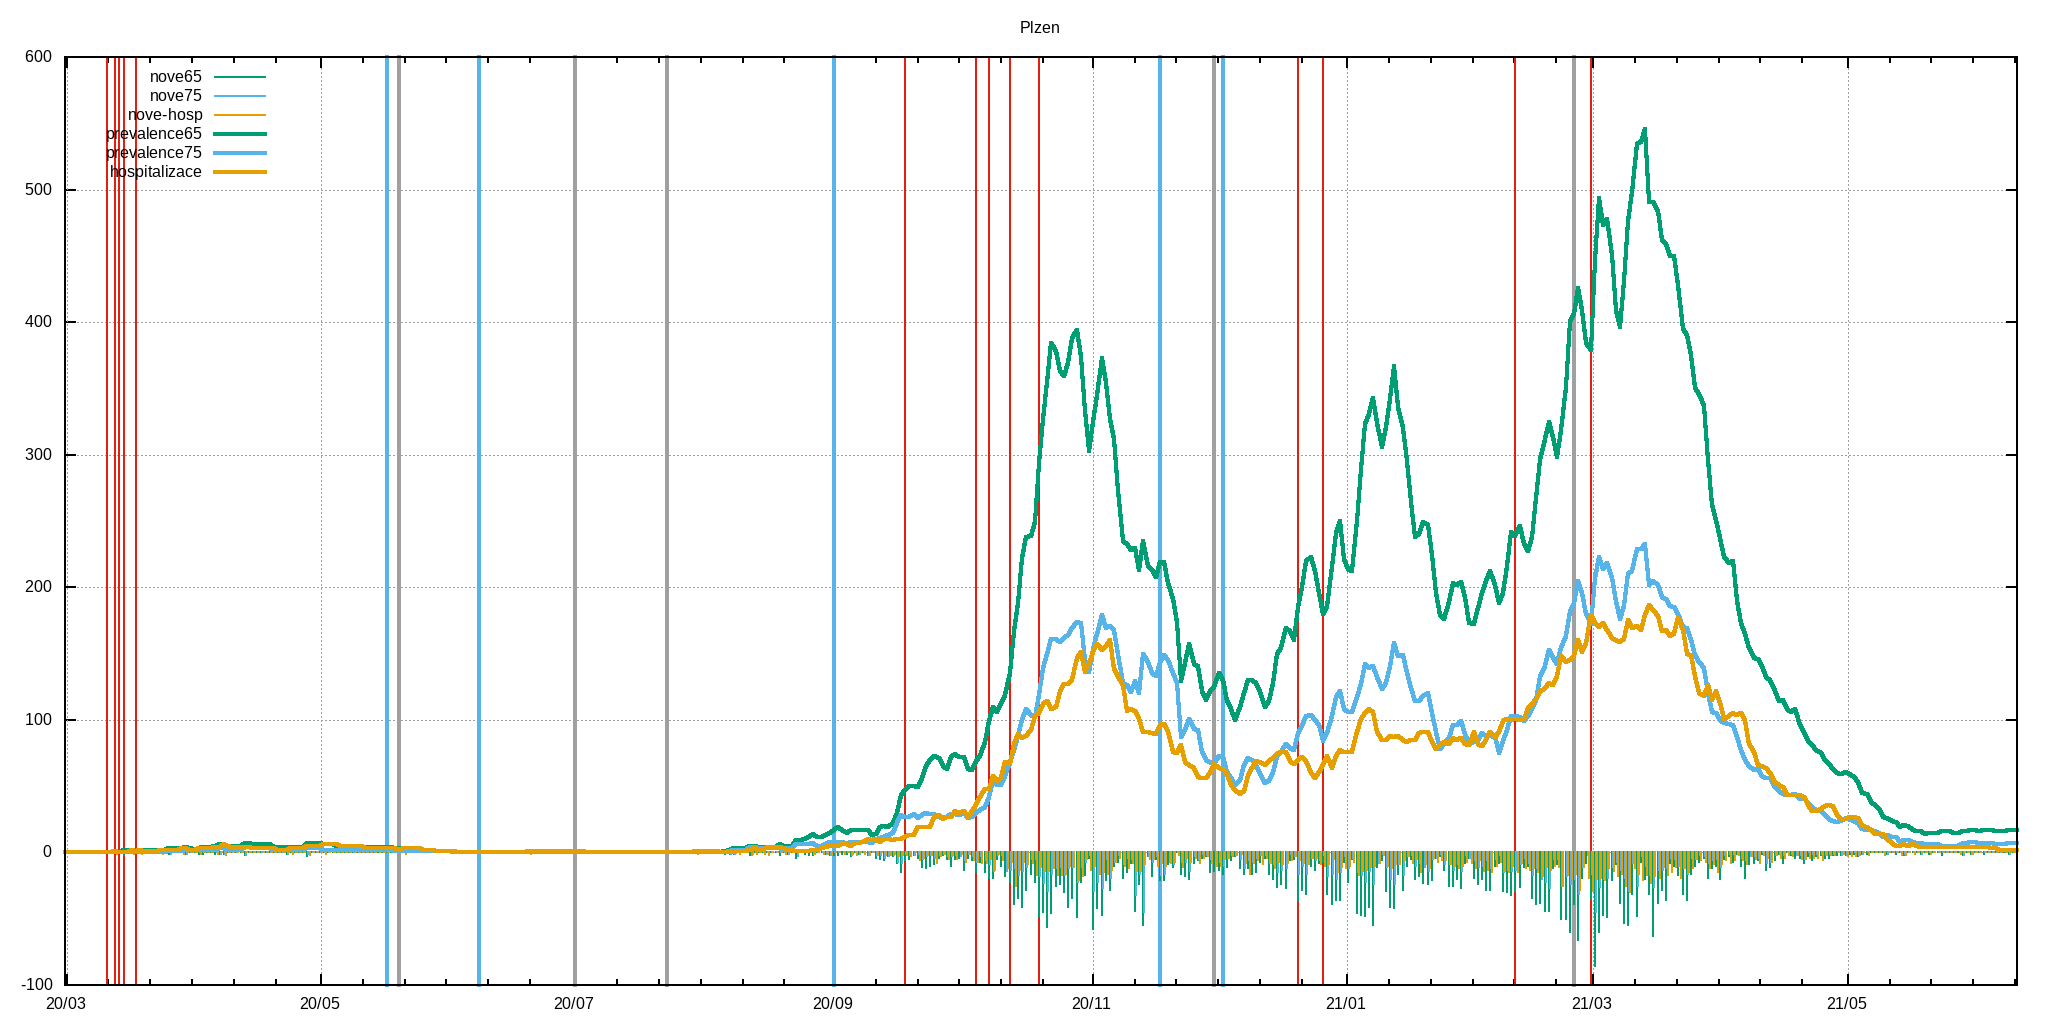 Plzen
600
nove65
nove75
nove-hosp
prevalence65
prevalence75
hospitalizace
500
400
300
200
100
0
-100
20/03 20/05 20/07 20/09 20/11 21/01 21/03 21/05